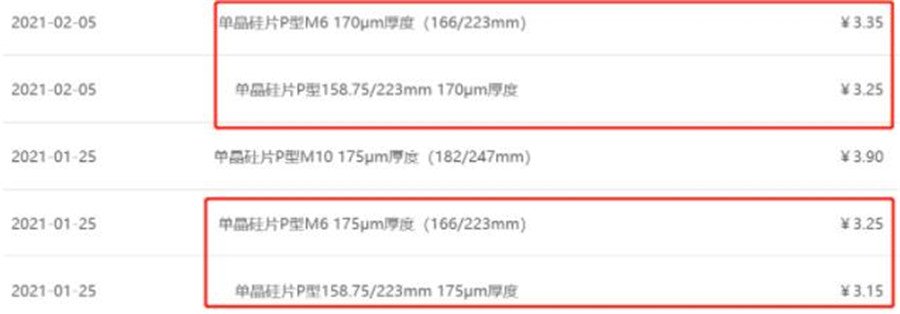 2021-02-05 单晶硅片P型M6 170μm厚度（166/223mm） ¥3.35
2021-02-05 单晶硅片P型158.75/223mm 170μm厚度 ¥3.25
2021-01-25 单晶硅片P型M10 175μm厚度（182/247mm） ¥3.90
2021-01-25 单晶硅片P型M6 175μm厚度（166/223mm） ¥3.25
2021-01-25 单晶硅片P型158.75/223mm 175μm厚度 ¥3.15